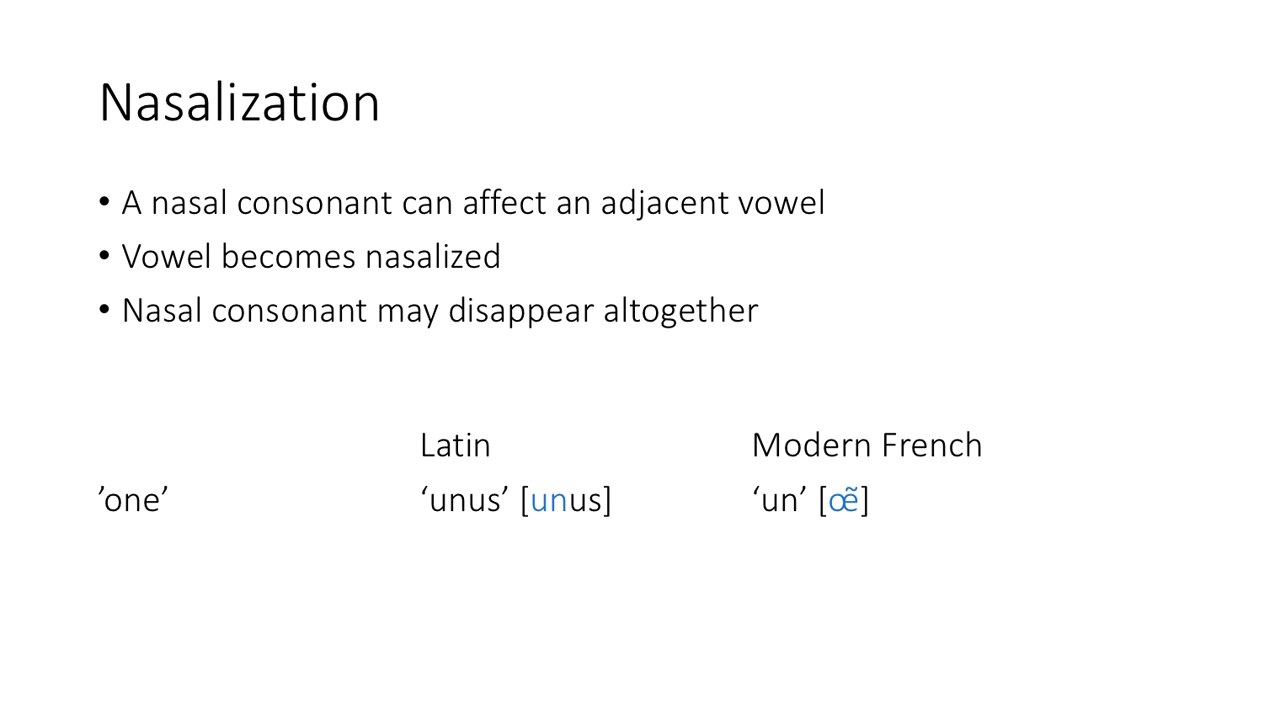 Nasalization
• A nasal consonant can affect an adjacent vowel
• Vowel becomes nasalized
• Nasal consonant may disappear altogether
Latin Modern French
’one’ ‘unus’ [unus] ‘un’ [œ̃]